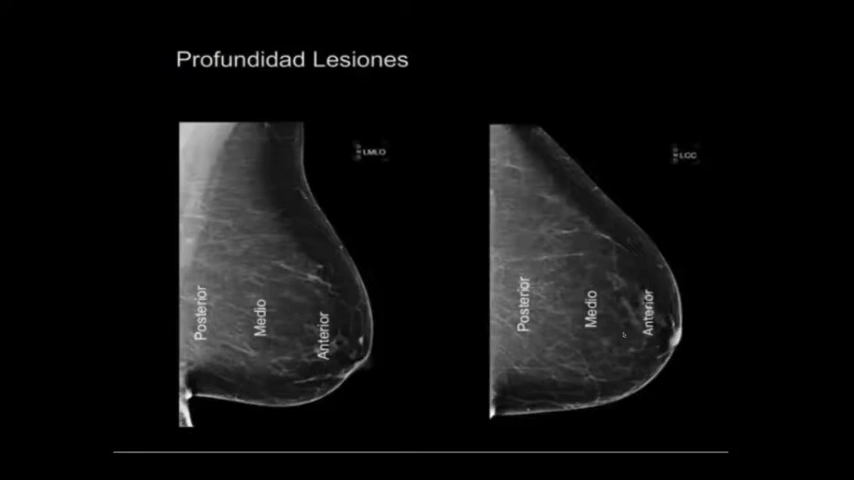 Profundidad Lesiones
LMLO
LCC
Posterior
Medio
Anterior
Posterior
Medio
Anterior